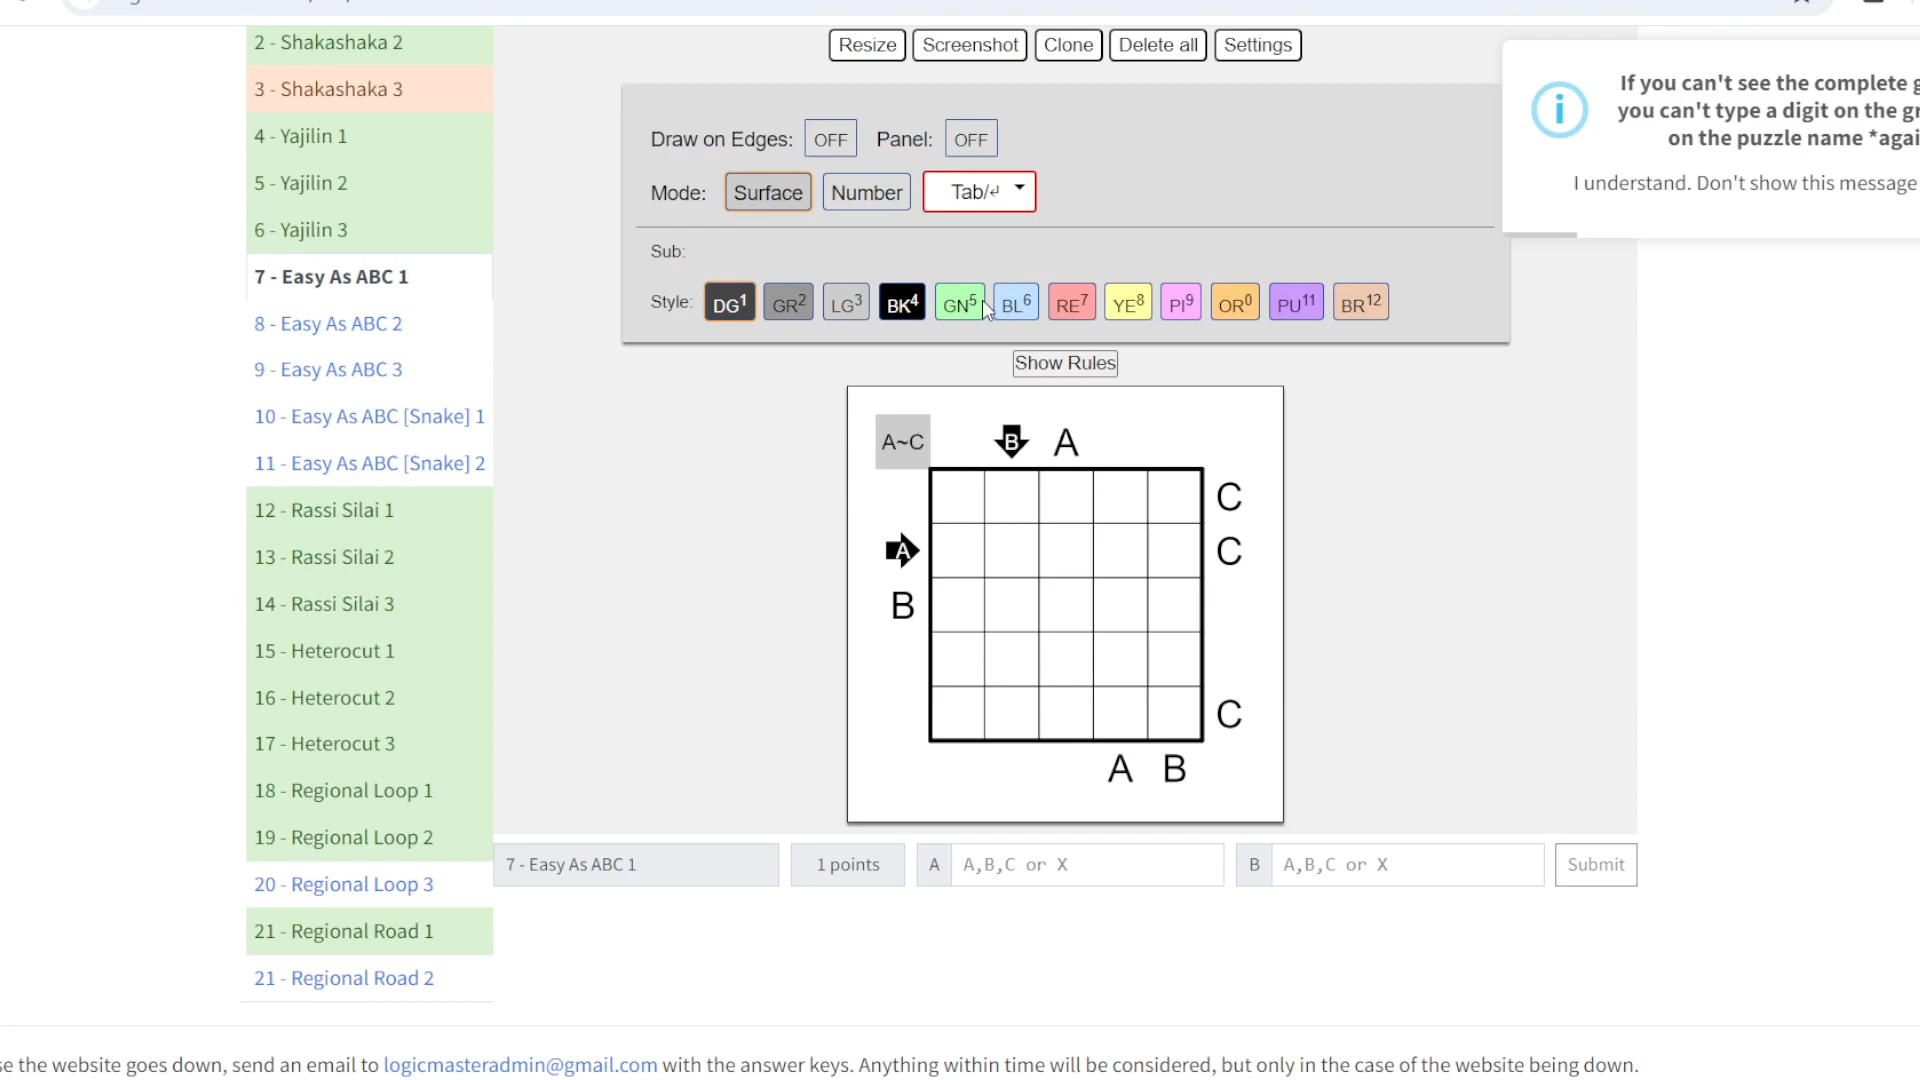 2 - Shakashaka 2
3 - Shakashaka 3
4 - Yajilin 1
5 - Yajilin 2
6 - Yajilin 3
7 - Easy As ABC 1
8 - Easy As ABC 2
9 - Easy As ABC 3
10 - Easy As ABC [Snake] 1
11 - Easy As ABC [Snake] 2
12 - Rassi Silai 1
13 - Rassi Silai 2
14 - Rassi Silai 3
15 - Heterocut 1
16 - Heterocut 2
17 - Heterocut 3
18 - Regional Loop 1
19 - Regional Loop 2
20 - Regional Loop 3
21 - Regional Road 1
21 - Regional Road 2
Resize Screenshot Clone Delete all Settings
Draw on Edges: OFF Panel: OFF
Mode: Surface Number Tab/↵
Sub:
Style: DG1 GR2 LG3 BK4 GN5 BL6 RE7 YE8 PI9 OR0 PU11 BR12
Show Rules
A~C B A
C
A C
B
C
A B
7 - Easy As ABC 1 1 points A A,B,C or X B A,B,C or X Submit
If you can't see the complete
you can't type a digit on the
on the puzzle name
I understand. Don't show this message
the website goes down, send an email to logicmasteradmin@gmail.com with the answer keys. Anything within time will be considered, but only in the case of the website being down.